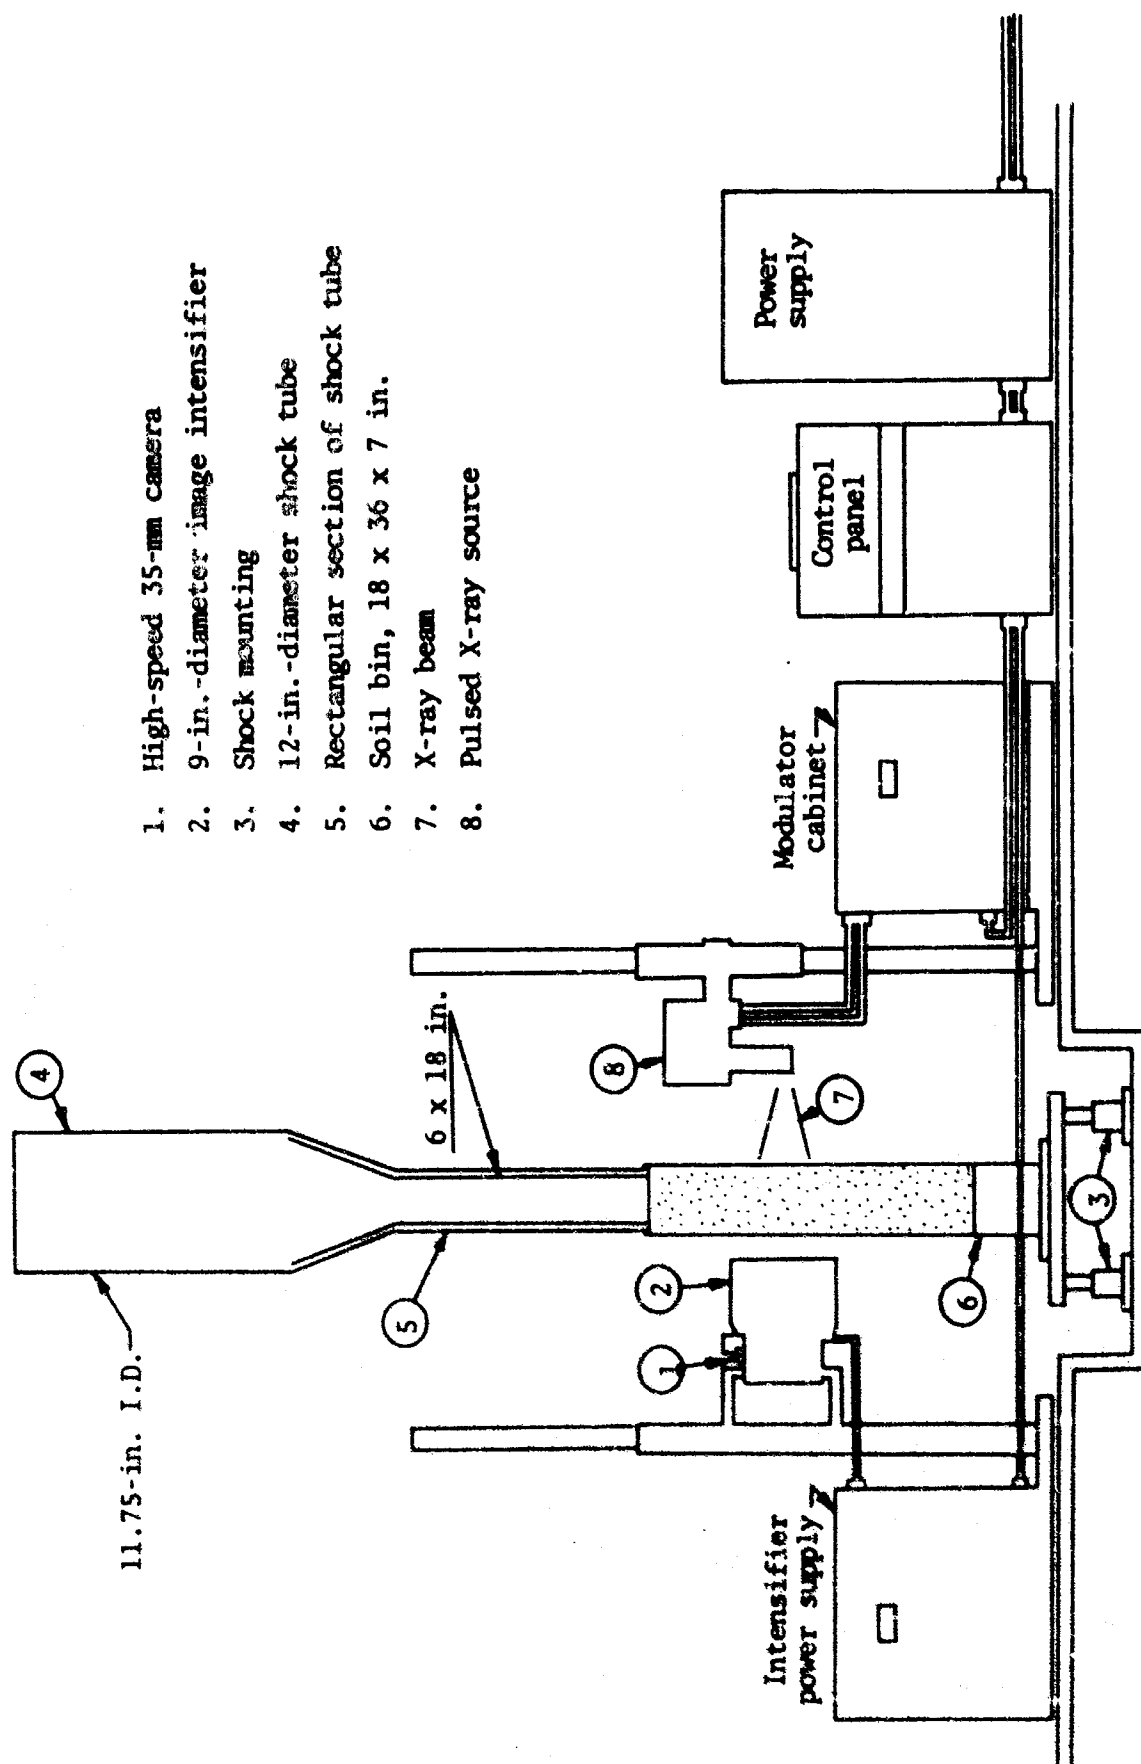 1. High-speed 35-mm camera
2. 9-in.-diameter image intensifier
3. Shock mounting
4. 12-in.-diameter shock tube
5. Rectangular section of shock tube
6. Soil bin, 18 x 36 x 7 in.
7. X-ray beam
8. Pulsed X-ray source
11.75-in. I.D.
4
6 x 18 in.
5
8
1
2
7
6
3
Intensifier
power supply
Modulator
cabinet
Control
panel
Power
supply